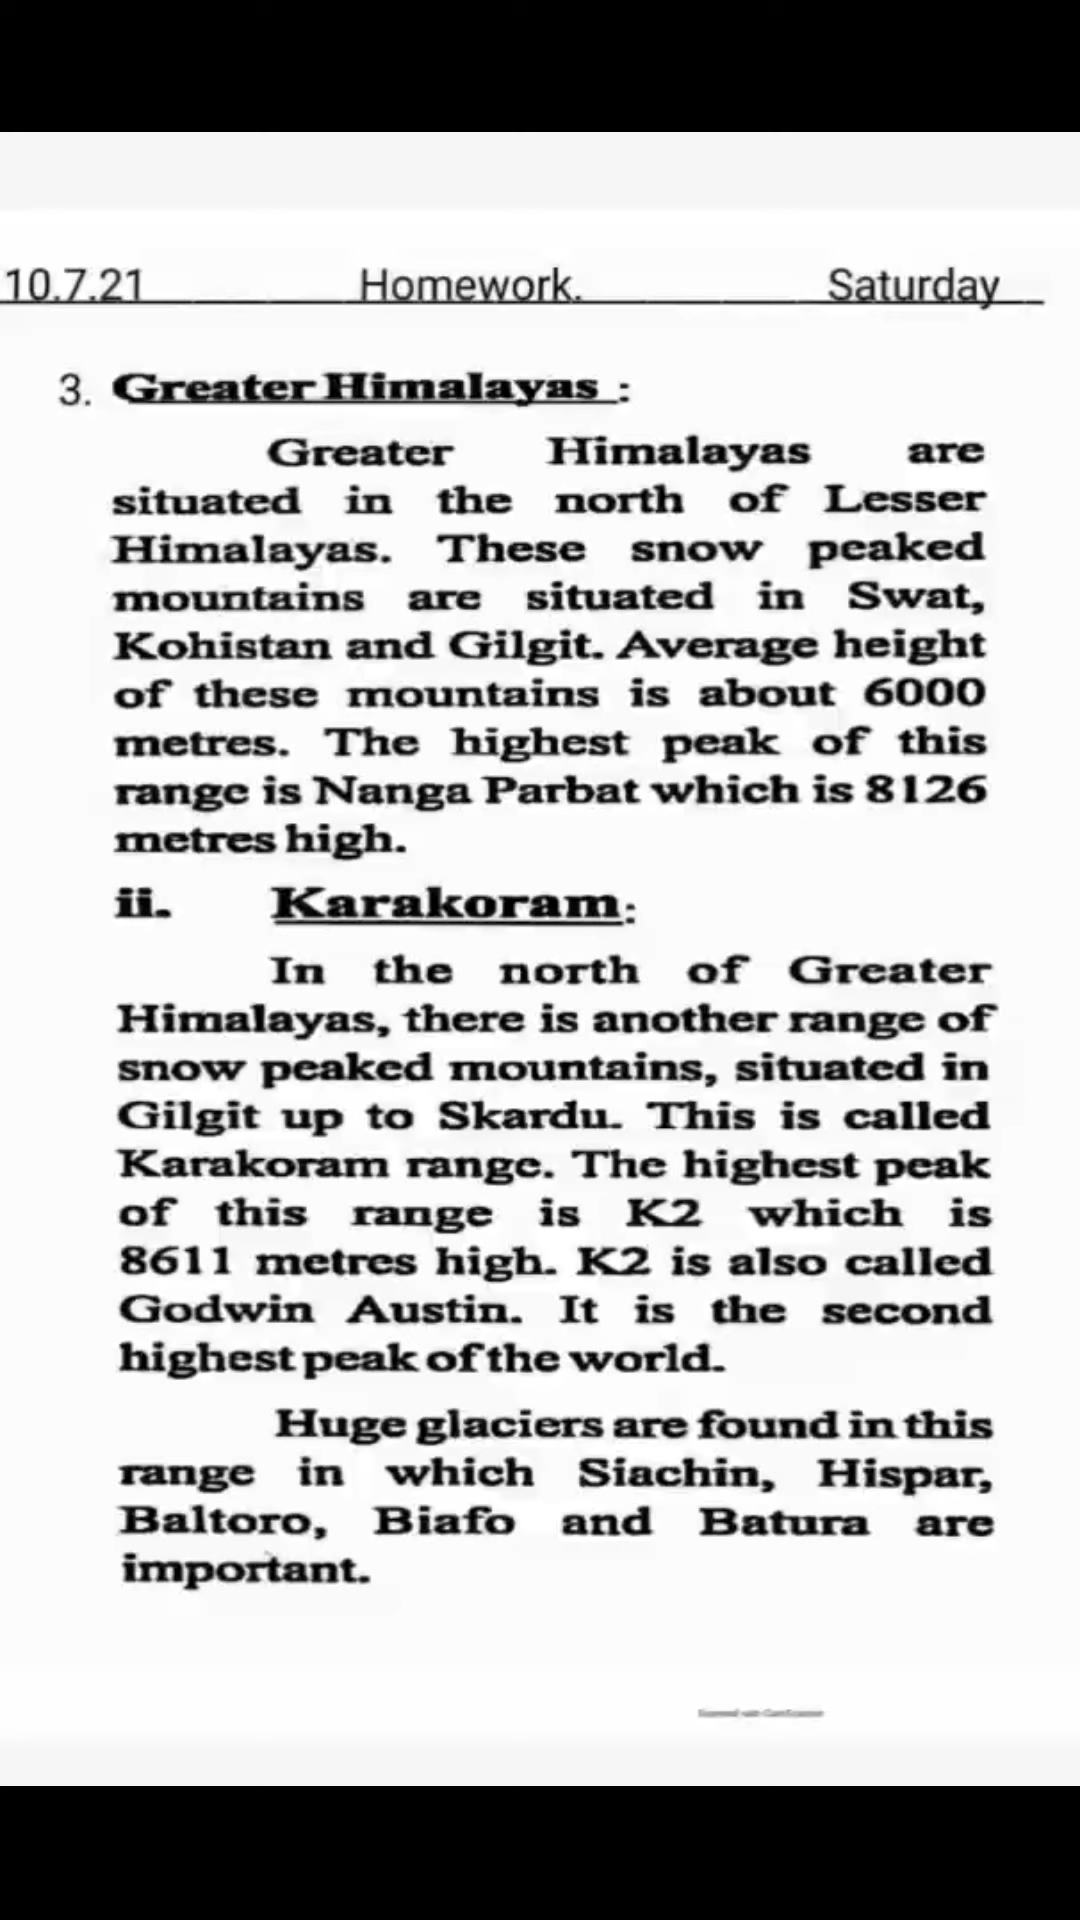 10.7.21 Homework. Saturday
3. Greater Himalayas :
Greater Himalayas are
situated in the north of Lesser
Himalayas. These snow peaked
mountains are situated in Swat,
Kohistan and Gilgit. Average height
of these mountains is about 6000
metres. The highest peak of this
range is Nanga Parbat which is 8126
metres high.
ii. Karakoram:
In the north of Greater
Himalayas, there is another range of
snow peaked mountains, situated in
Gilgit up to Skardu. This is called
Karakoram range. The highest peak
of this range is K2 which is
8611 metres high. K2 is also called
Godwin Austin. It is the second
highest peak of the world.
Huge glaciers are found in this
range in which Siachin, Hispar,
Baltoro, Biafo and Batura are
important.